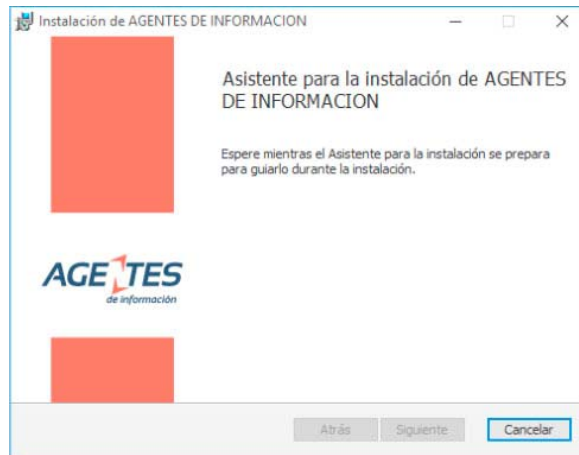 Instalación de AGENTES DE INFORMACION
Asistente para la instalación de AGENTES
DE INFORMACION
Espere mientras el Asistente para la instalación se prepara
para guiarlo durante la instalación.
AGENTES
de información
Atrás
Siguiente
Cancelar